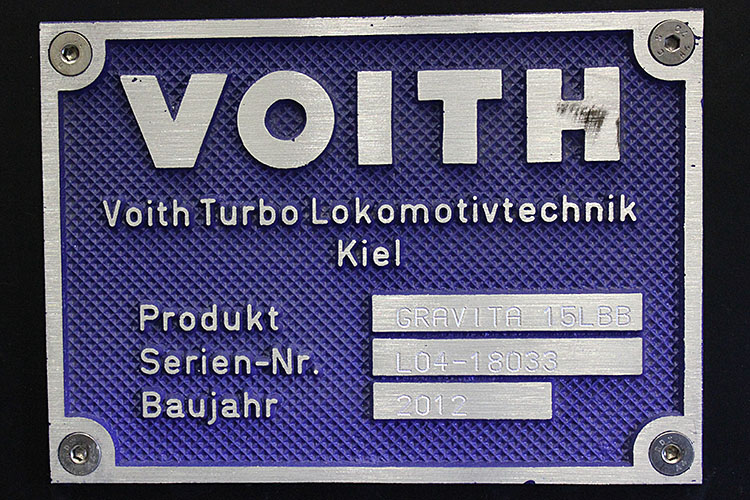 VOITH
Voith Turbo Lokomotivtechnik
Kiel
Produkt GRAVITA 15LBB
Serien-Nr. L04-18033
Baujahr 2012